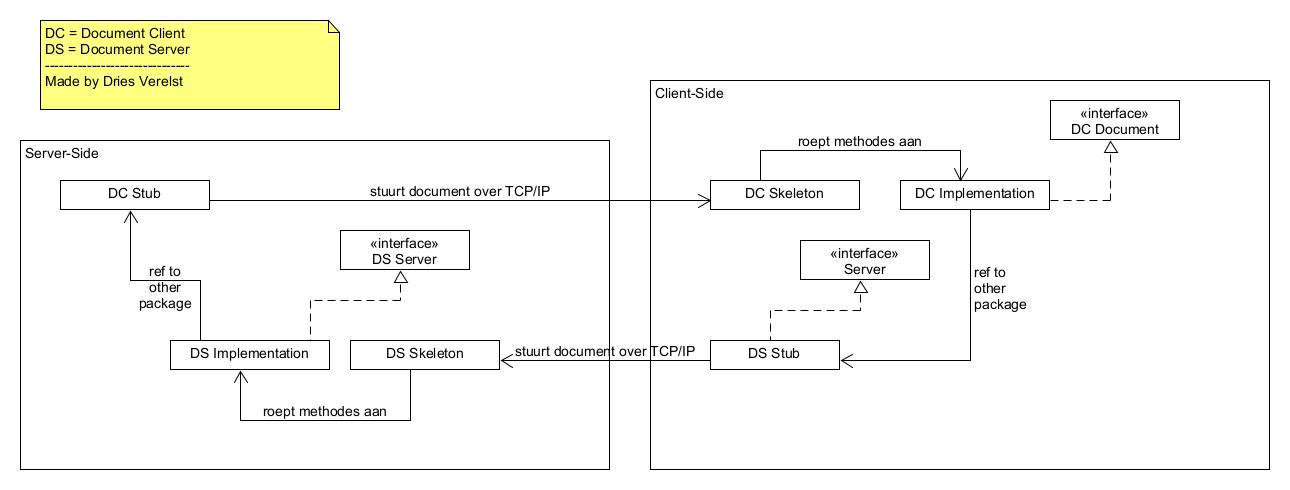 DC = Document Client
DS = Document Server
------------------------------
Made by Dries Verelst
Client-Side
«interface»
DC Document
roept methodes aan
Server-Side
DC Stub
stuurt document over TCP/IP
DC Skeleton
DC Implementation
«interface»
DS Server
«interface»
Server
ref to
other
package
ref to
other
package
DS Implementation
DS Skeleton
stuurt document over TCP/IP
DS Stub
roept methodes aan